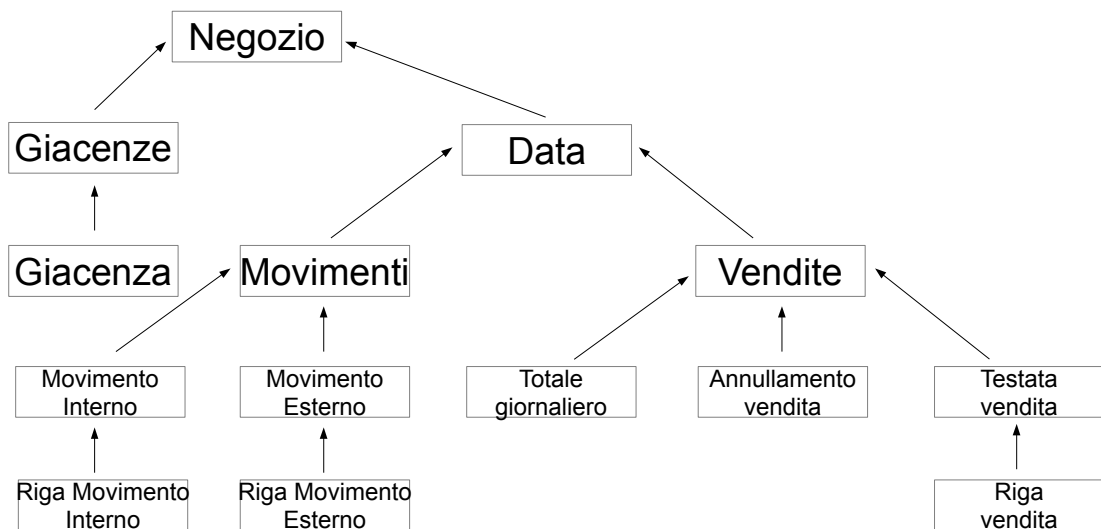 Negozio
Giacenze
Data
Giacenza
Movimenti
Vendite
Movimento
Interno
Movimento
Esterno
Totale
giornaliero
Annullamento
vendita
Testata
vendita
Riga Movimento
Interno
Riga Movimento
Esterno
Riga
vendita